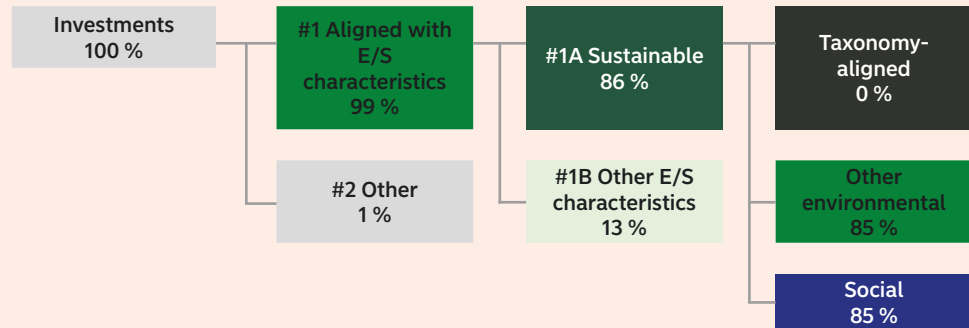 Investments
100 %
#1 Aligned with
E/S
characteristics
99 %
#1A Sustainable
86 %
Taxonomy-
aligned
0 %
#2 Other
1 %
#1B Other E/S
characteristics
13 %
Other
environmental
85 %
Social
85 %